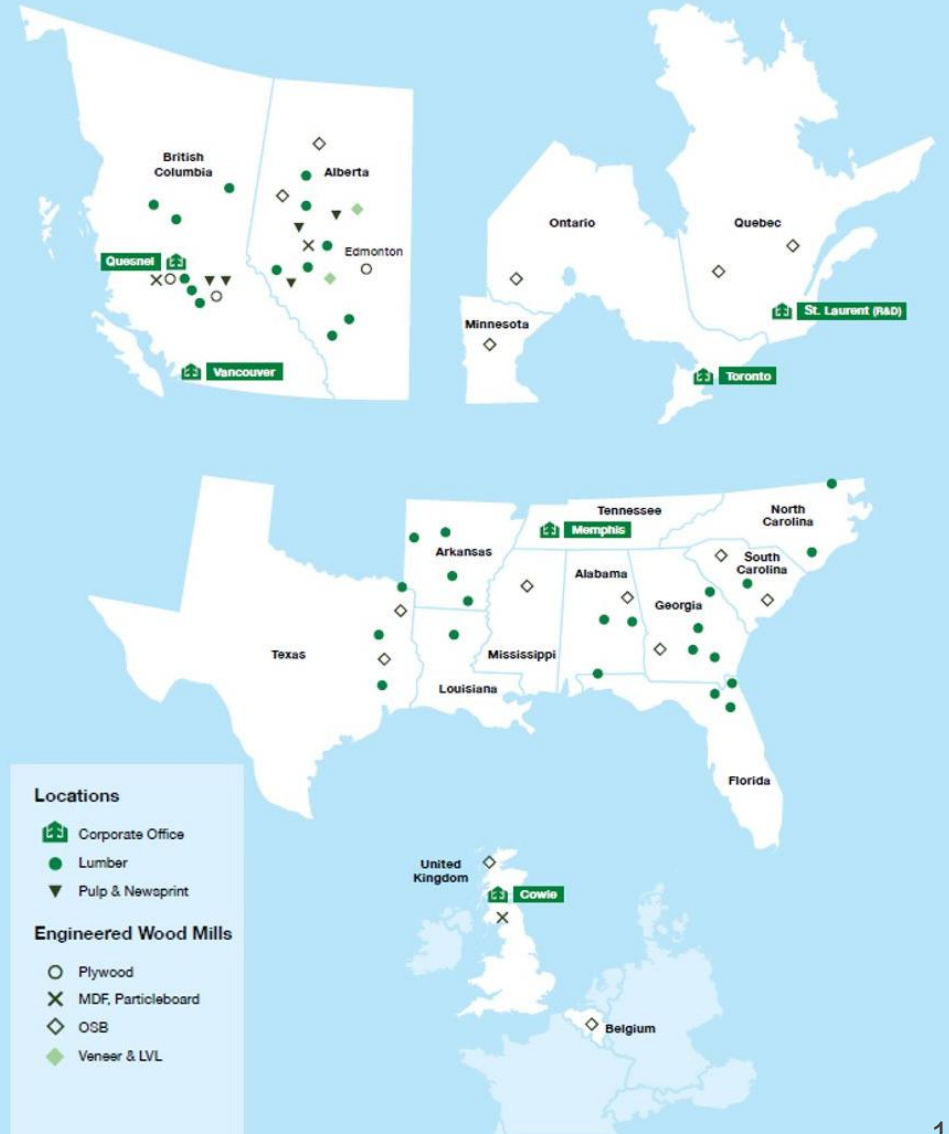 British
Columbia
Alberta
Quesnel
Edmonton
Vancouver
Ontario
Quebec
Minnesota
St. Laurent (R&D)
Toronto
Tennessee
North
Carolina
Memphis
Arkansas
South
Carolina
Alabama
Georgia
Texas
Mississippi
Louisiana
Florida
Locations
Corporate Office
Lumber
Pulp & Newsprint
Engineered Wood Mills
Plywood
MDF, Particleboard
OSB
Veneer & LVL
United
Kingdom
Cowie
Belgium
1